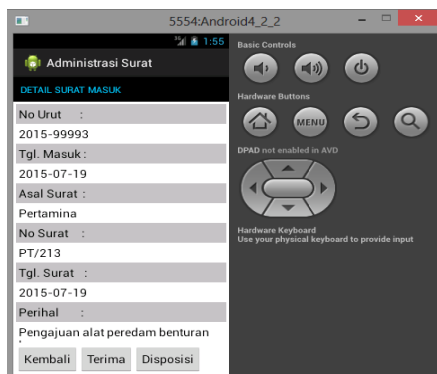 5554:Android4_2_2
3G 1:55
Administrasi Surat
DETAIL SURAT MASUK
No Urut :
2015-99993
Tgl. Masuk :
2015-07-19
Asal Surat :
Pertamina
No Surat :
PT/213
Tgl. Surat :
2015-07-19
Perihal :
Pengajuan alat peredam benturan
Kembali Terima Disposisi
Basic Controls
Hardware Buttons
MENU
DPAD not enabled in AVD
Hardware Keyboard
Use your physical keyboard to provide input